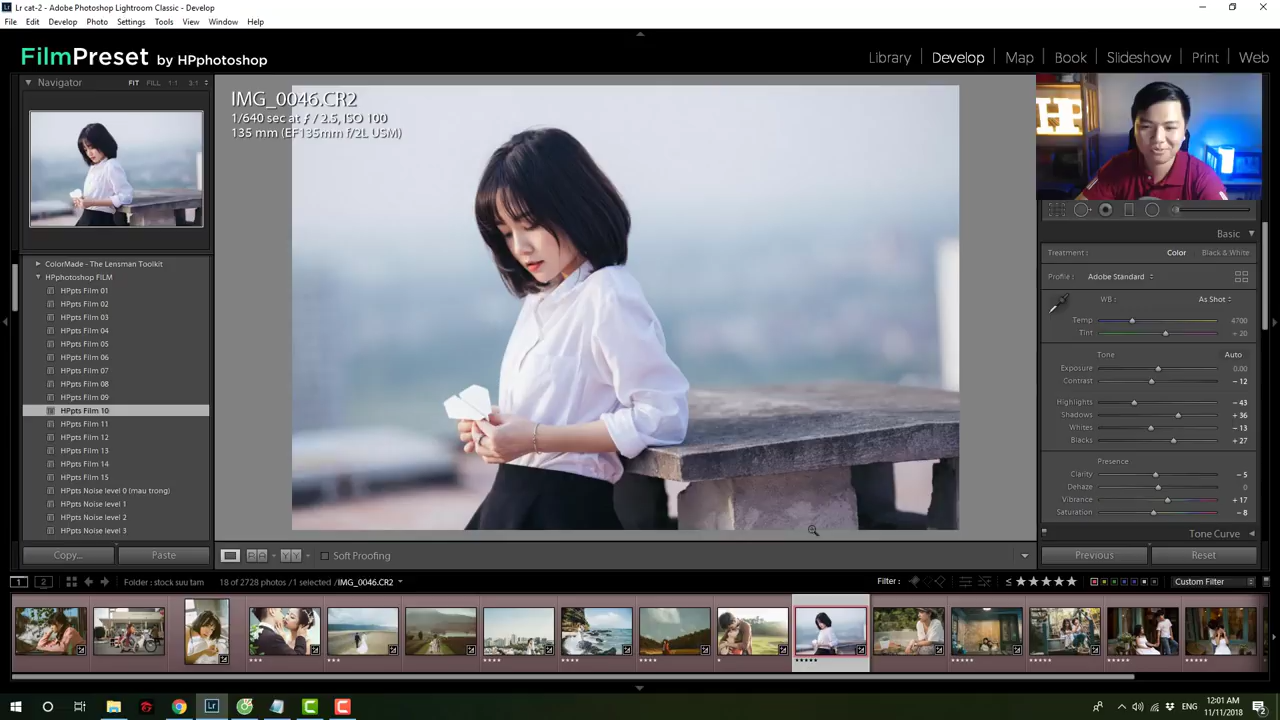 Lr cat-2 - Adobe Photoshop Lightroom Classic - Develop
File Edit Develop Photo Settings Tools View Window Help
FilmPreset by HPphotoshop
Library | Develop | Map | Book | Slideshow | Print | Web
Navigator FIT FILL 1:1 3:1
IMG_0046.CR2
1/640 sec at ƒ / 2.5, ISO 100
135 mm (EF135mm f/2L USM)
ColorMade - The Lensman Toolkit
HPphotoshop FILM
HPpts Film 01
HPpts Film 02
HPpts Film 03
HPpts Film 04
HPpts Film 05
HPpts Film 06
HPpts Film 07
HPpts Film 08
HPpts Film 09
HPpts Film 10
HPpts Film 11
HPpts Film 12
HPpts Film 13
HPpts Film 14
HPpts Film 15
HPpts Noise level 0 (mau trong)
HPpts Noise level 1
HPpts Noise level 2
HPpts Noise level 3
Copy... Paste
Soft Proofing
Basic
Treatment : Color Black & White
Profile : Adobe Standard
WB : As Shot
Temp 4700
Tint + 20
Tone Auto
Exposure 0.00
Contrast − 12
Highlights − 43
Shadows + 36
Whites − 13
Blacks + 27
Presence
Clarity − 5
Dehaze 0
Vibrance + 17
Saturation − 8
Tone Curve
Previous Reset
1 2 Folder : stock suu tam 18 of 2728 photos / 1 selected / IMG_0046.CR2 Filter : ≤ ★★★★★ Custom Filter
ENG 12:01 AM
11/11/2018
2